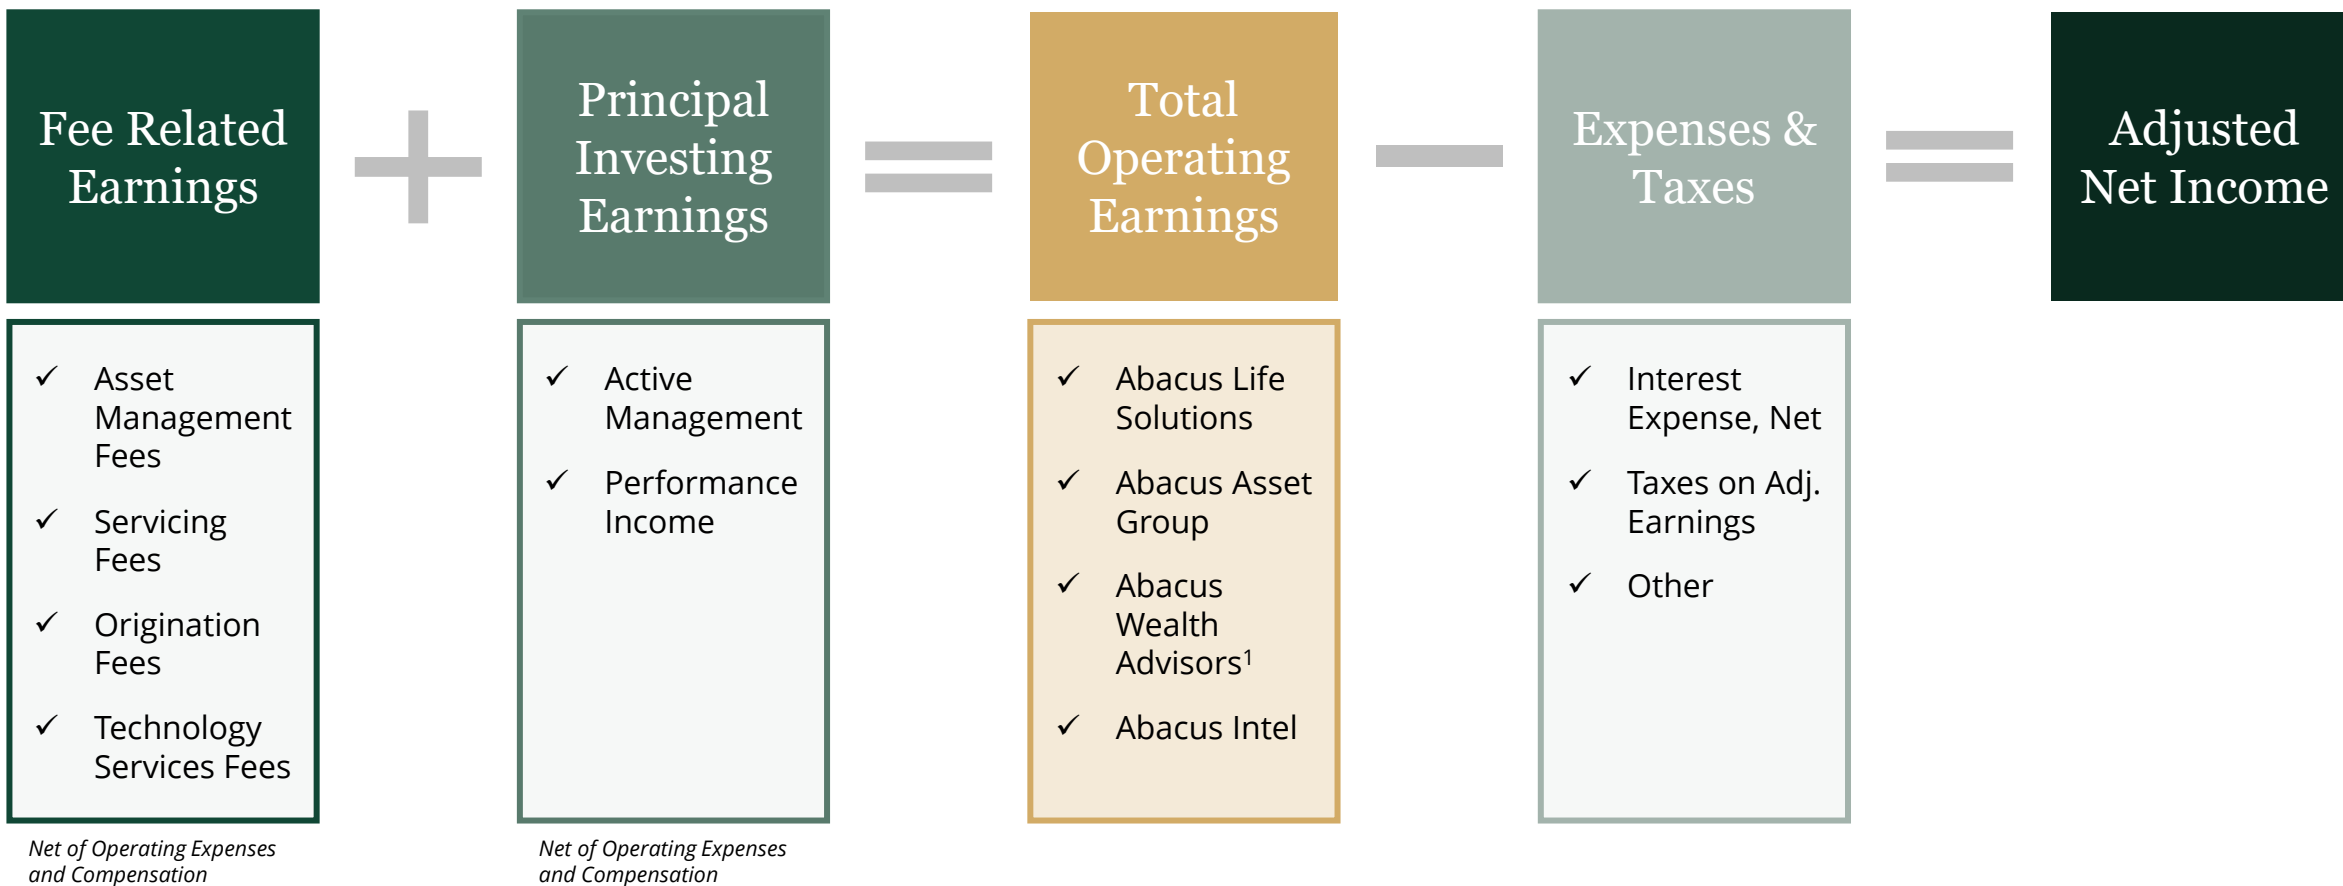 Fee Related
Earnings
Principal
Investing
Earnings
Total
Operating
Earnings
Expenses &
Taxes
Adjusted
Net Income
✓ Asset
Management
Fees
✓ Servicing
Fees
✓ Origination
Fees
✓ Technology
Services Fees
Net of Operating Expenses
and Compensation
✓ Active
Management
✓ Performance
Income
Net of Operating Expenses
and Compensation
✓ Abacus Life
Solutions
✓ Abacus Asset
Group
✓ Abacus
Wealth
Advisors¹
✓ Abacus Intel
✓ Interest
Expense, Net
✓ Taxes on Adj.
Earnings
✓ Other